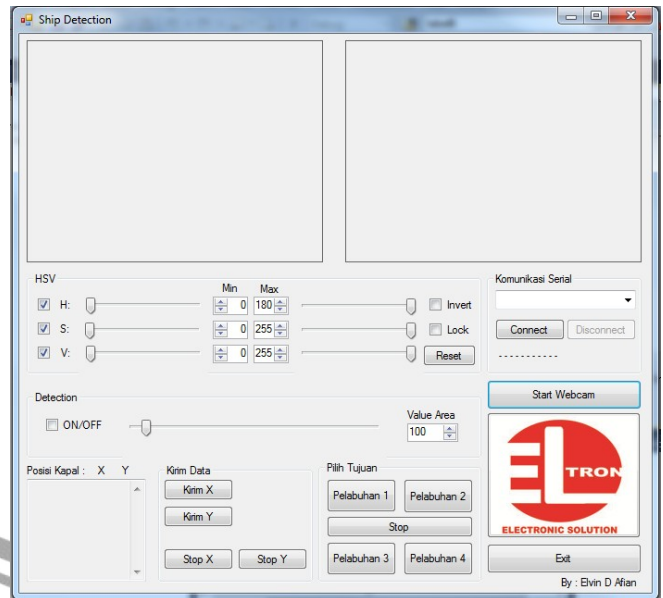 Ship Detection
HSV
Min Max
H: 0 180 Invert
S: 0 255 Lock
V: 0 255 Reset
Komunikasi Serial
Connect Disconnect
-----------
Start Webcam
Detection
ON/OFF
Value Area
100
Posisi Kapal : X Y
Kirim Data
Kirim X
Kirim Y
Stop X Stop Y
Pilih Tujuan
Pelabuhan 1 Pelabuhan 2
Stop
Pelabuhan 3 Pelabuhan 4
ELTRON
ELECTRONIC SOLUTION
Exit
By : Elvin D Afian